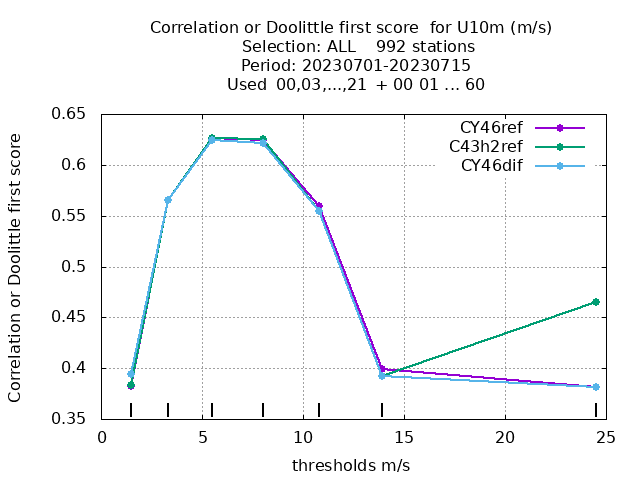 Correlation or Doolittle first score  for U10m (m/s)
Selection: ALL    992 stations
Period: 20230701-20230715
Used  00,03,...,21  + 00 01 ... 60
Correlation or Doolittle first score
0.65
0.6
0.55
0.5
0.45
0.4
0.35
CY46ref
C43h2ref
CY46dif
0 5 10 15 20 25
thresholds m/s